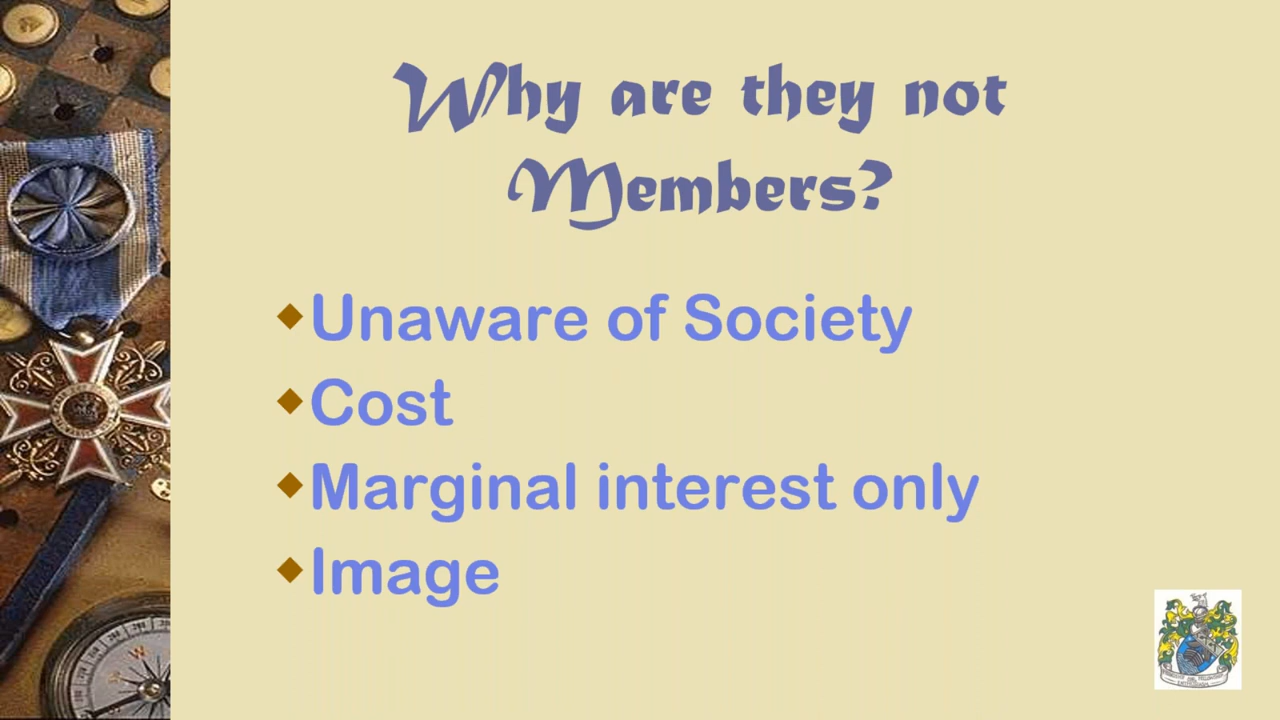 Why are they not
Members?
Unaware of Society
Cost
Marginal interest only
Image